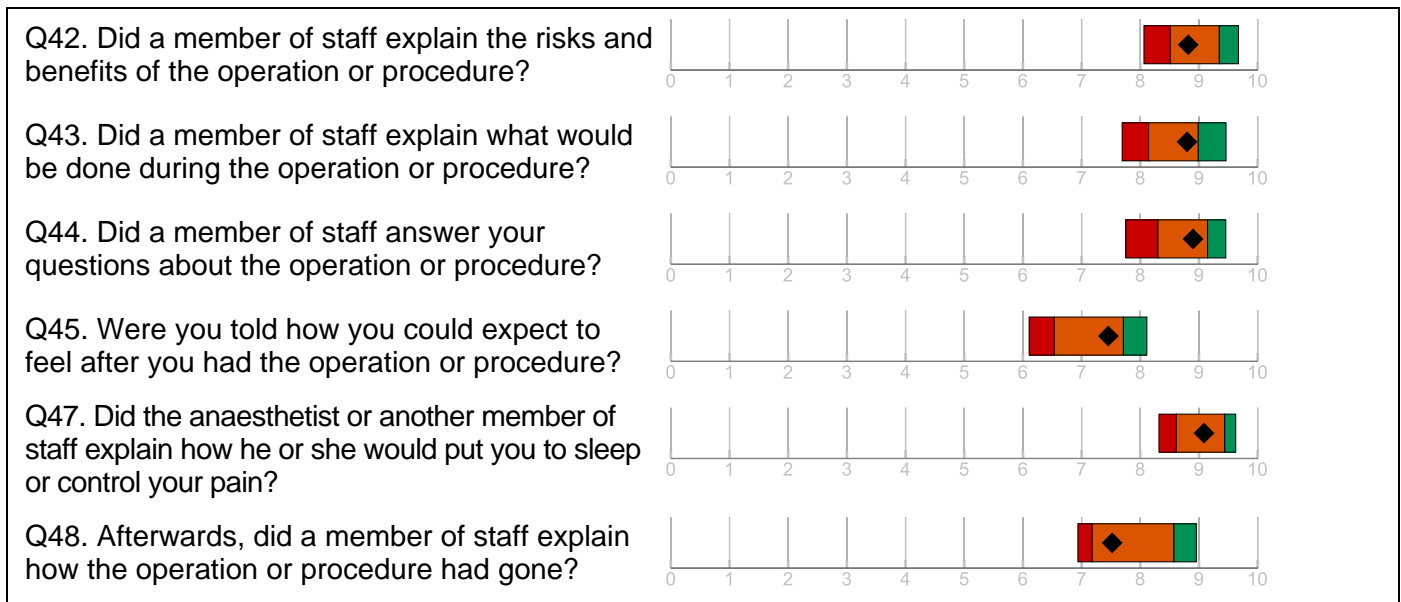 Q42. Did a member of staff explain the risks and
benefits of the operation or procedure?
0 1 2 3 4 5 6 7 8 9 10
Q43. Did a member of staff explain what would
be done during the operation or procedure?
0 1 2 3 4 5 6 7 8 9 10
Q44. Did a member of staff answer your
questions about the operation or procedure?
0 1 2 3 4 5 6 7 8 9 10
Q45. Were you told how you could expect to
feel after you had the operation or procedure?
0 1 2 3 4 5 6 7 8 9 10
Q47. Did the anaesthetist or another member of
staff explain how he or she would put you to sleep
or control your pain?
0 1 2 3 4 5 6 7 8 9 10
Q48. Afterwards, did a member of staff explain
how the operation or procedure had gone?
0 1 2 3 4 5 6 7 8 9 10